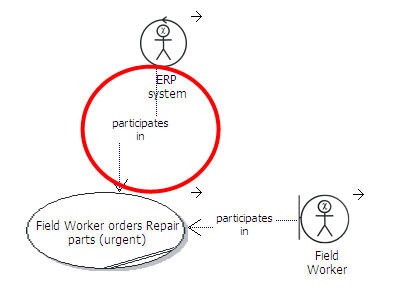 ERP
system
participates
in
Field Worker orders Repair
parts (urgent)
participates
in
Field
Worker